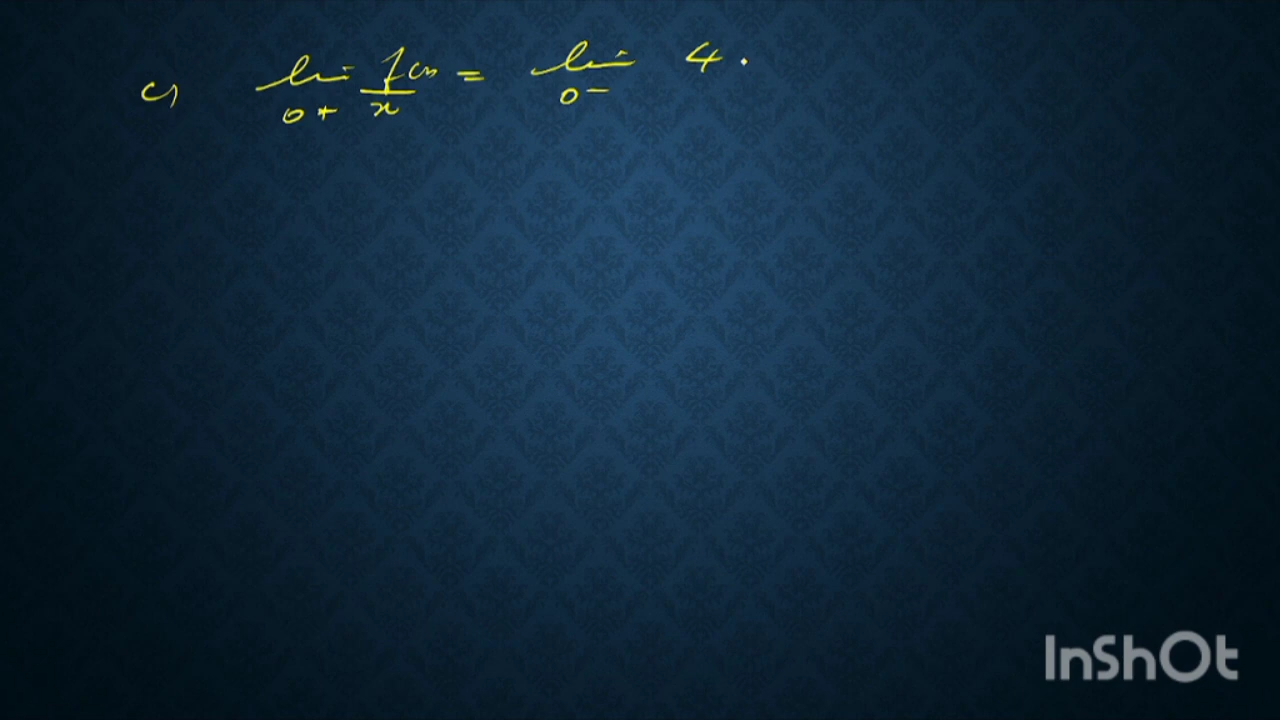 c) lim 0+ f(x)/x = lim 0- 4.
InShOt